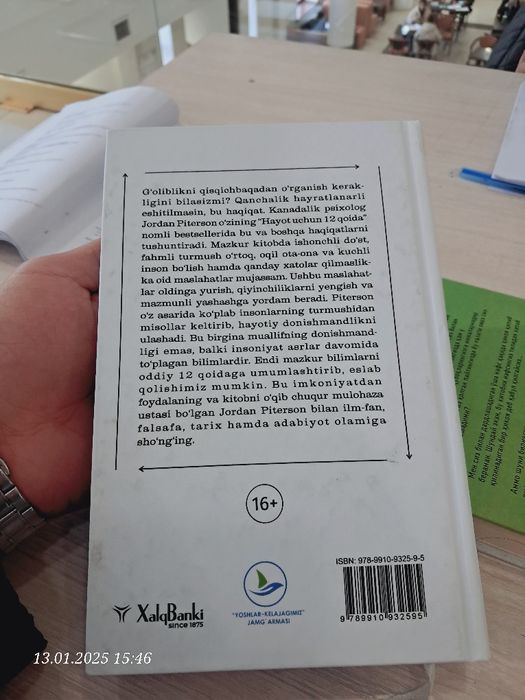 G'oliblikni qisqichbaqadan o'rganish kerak-
ligini bilasizmi? Qanchalik hayratlanarli
eshitilmasin, bu haqiqat. Kanadalik psixolog
Jordan Piterson o'zining "Hayot uchun 12 qoida"
nomli bestsellerida bu va boshqa haqiqatlarni
tushuntiradi. Mazkur kitobda ishonchli do'st,
fahmli turmush o'rtoq, oqil ota-ona va kuchli
inson bo'lish hamda qanday xatolar qilmaslik-
ka oid maslahatlar mujassam. Ushbu maslahat-
lar oldinga yurish, qiyinchiliklarni yengish va
mazmunli yashashga yordam beradi. Piterson
o'z asarida ko'plab insonlarning turmushidan
misollar keltirib, hayotiy donishmandlikni
ulashadi. Bu birgina muallifning donishmand-
ligi emas, balki insoniyat asrlar davomida
to'plagan bilimlardir. Endi mazkur bilimlarni
oddiy 12 qoidaga umumlashtirib, eslab
qolishimiz mumkin. Bu imkoniyatdan
foydalaning va kitobni o'qib chuqur mulohaza
ustasi bo'lgan Jordan Piterson bilan ilm-fan,
falsafa, tarix hamda adabiyot olamiga
sho'ng'ing.
16+
XalqBanki
since 1875
"YOSHLAR-KELAJAGIMIZ"
JAMG'ARMASI
ISBN: 978-9910-9325-9-5
9 789910 932595
13.01.2025 15:46